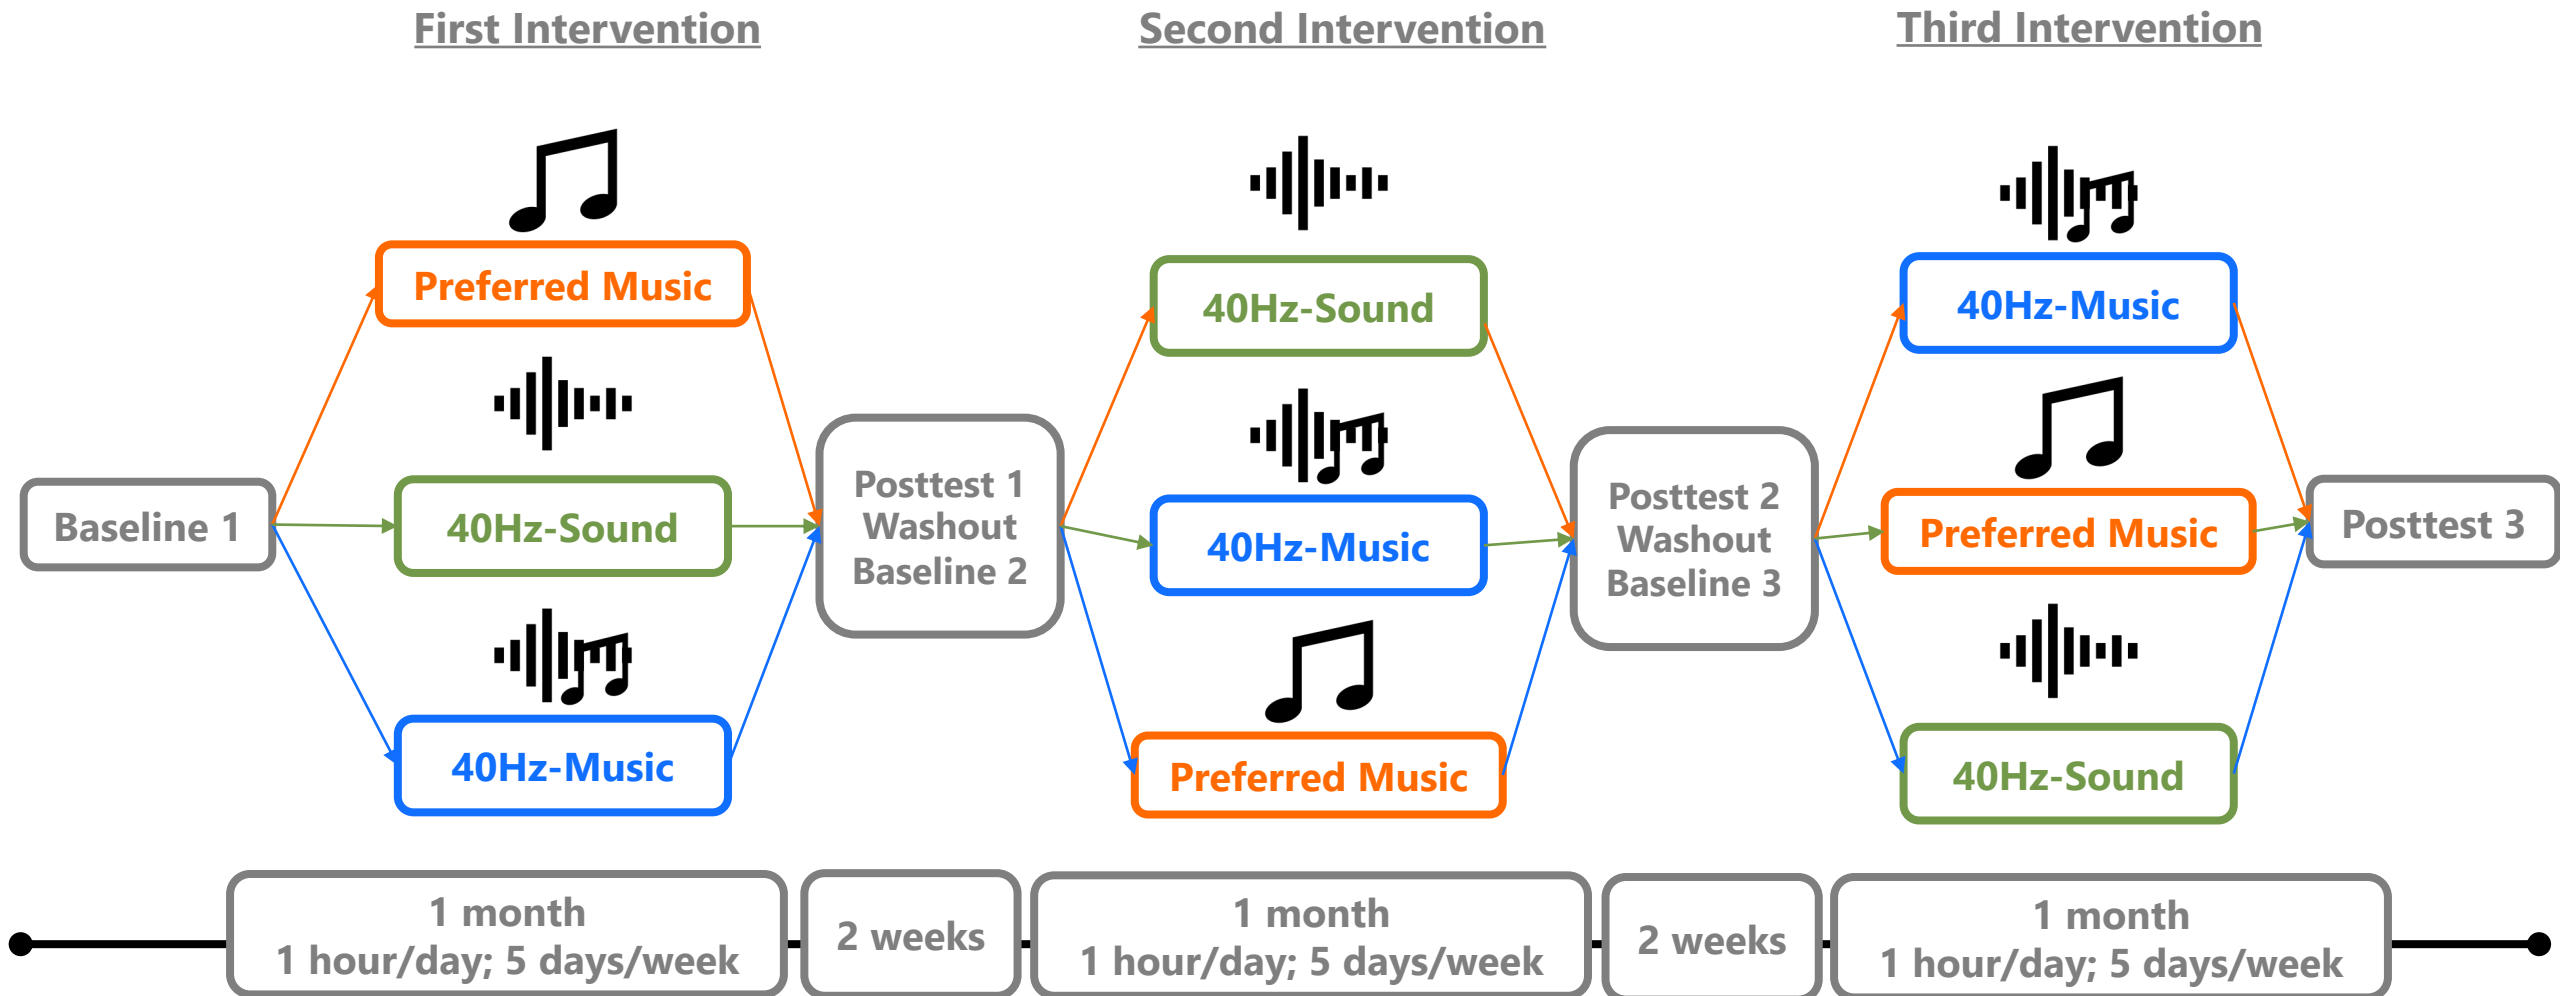 First Intervention
Second Intervention
Third Intervention
Baseline 1
Preferred Music
40Hz-Sound
40Hz-Music
Posttest 1
Washout
Baseline 2
40Hz-Sound
40Hz-Music
Preferred Music
Posttest 2
Washout
Baseline 3
40Hz-Music
Preferred Music
40Hz-Sound
Posttest 3
1 month
1 hour/day; 5 days/week
2 weeks
1 month
1 hour/day; 5 days/week
2 weeks
1 month
1 hour/day; 5 days/week